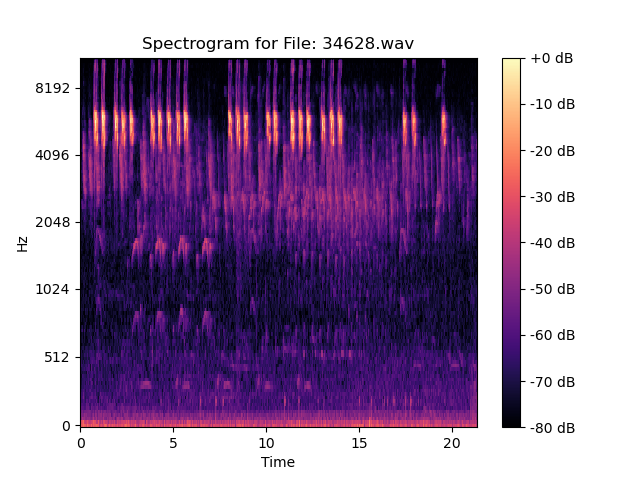 Spectrogram for File: 34628.wav
Hz
8192
4096
2048
1024
512
0
0
5
10
15
20
Time
+0 dB
-10 dB
-20 dB
-30 dB
-40 dB
-50 dB
-60 dB
-70 dB
-80 dB